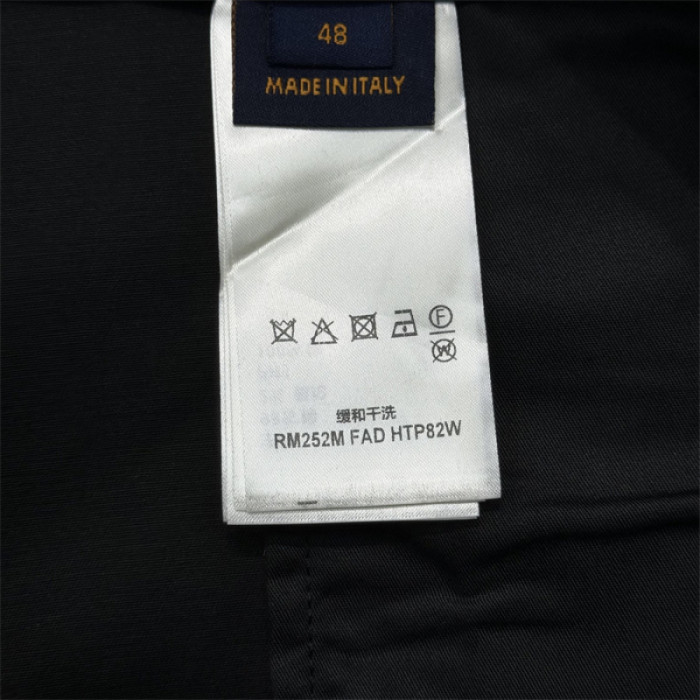 48
MADE IN ITALY
F
W
缓和干洗
RM252M FAD HTP82W